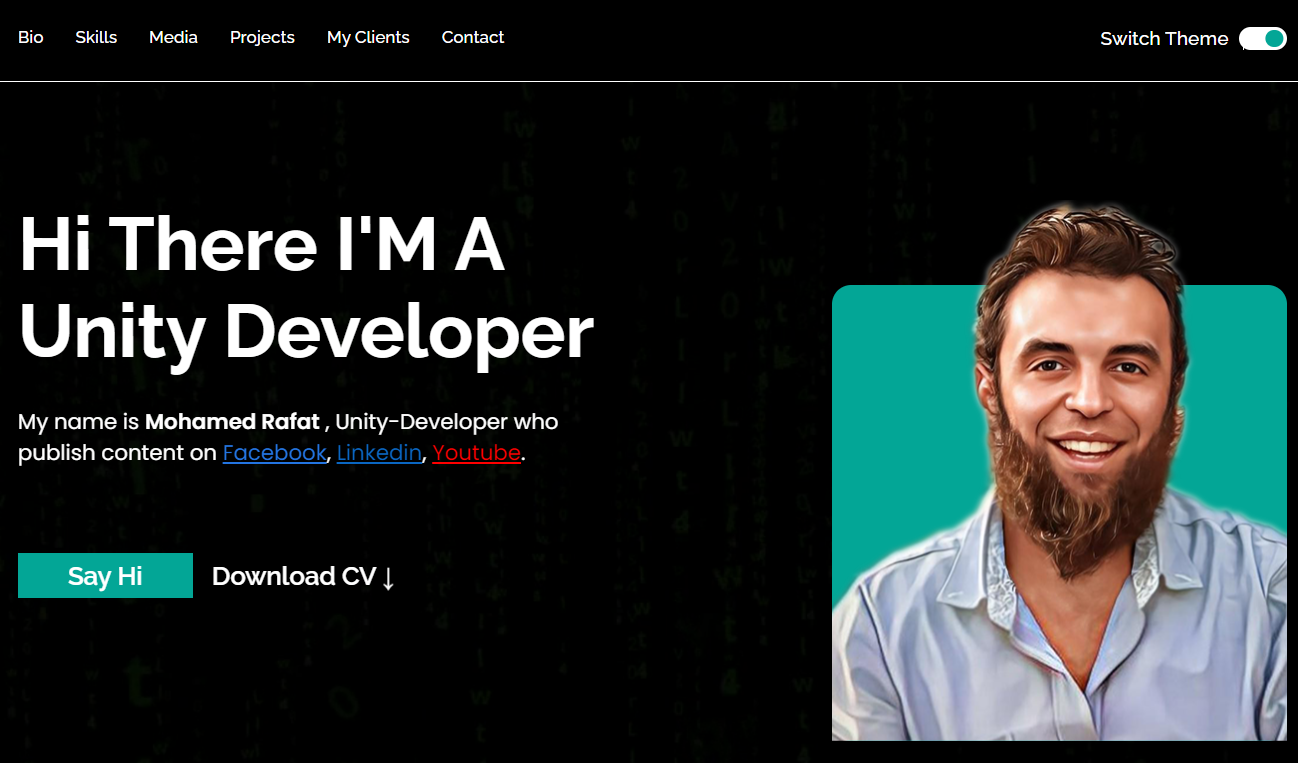 Bio Skills Media Projects My Clients Contact Switch Theme
Hi There I'M A
Unity Developer
My name is Mohamed Rafat , Unity-Developer who
publish content on Facebook, Linkedin, Youtube.
Say Hi Download CV ↓